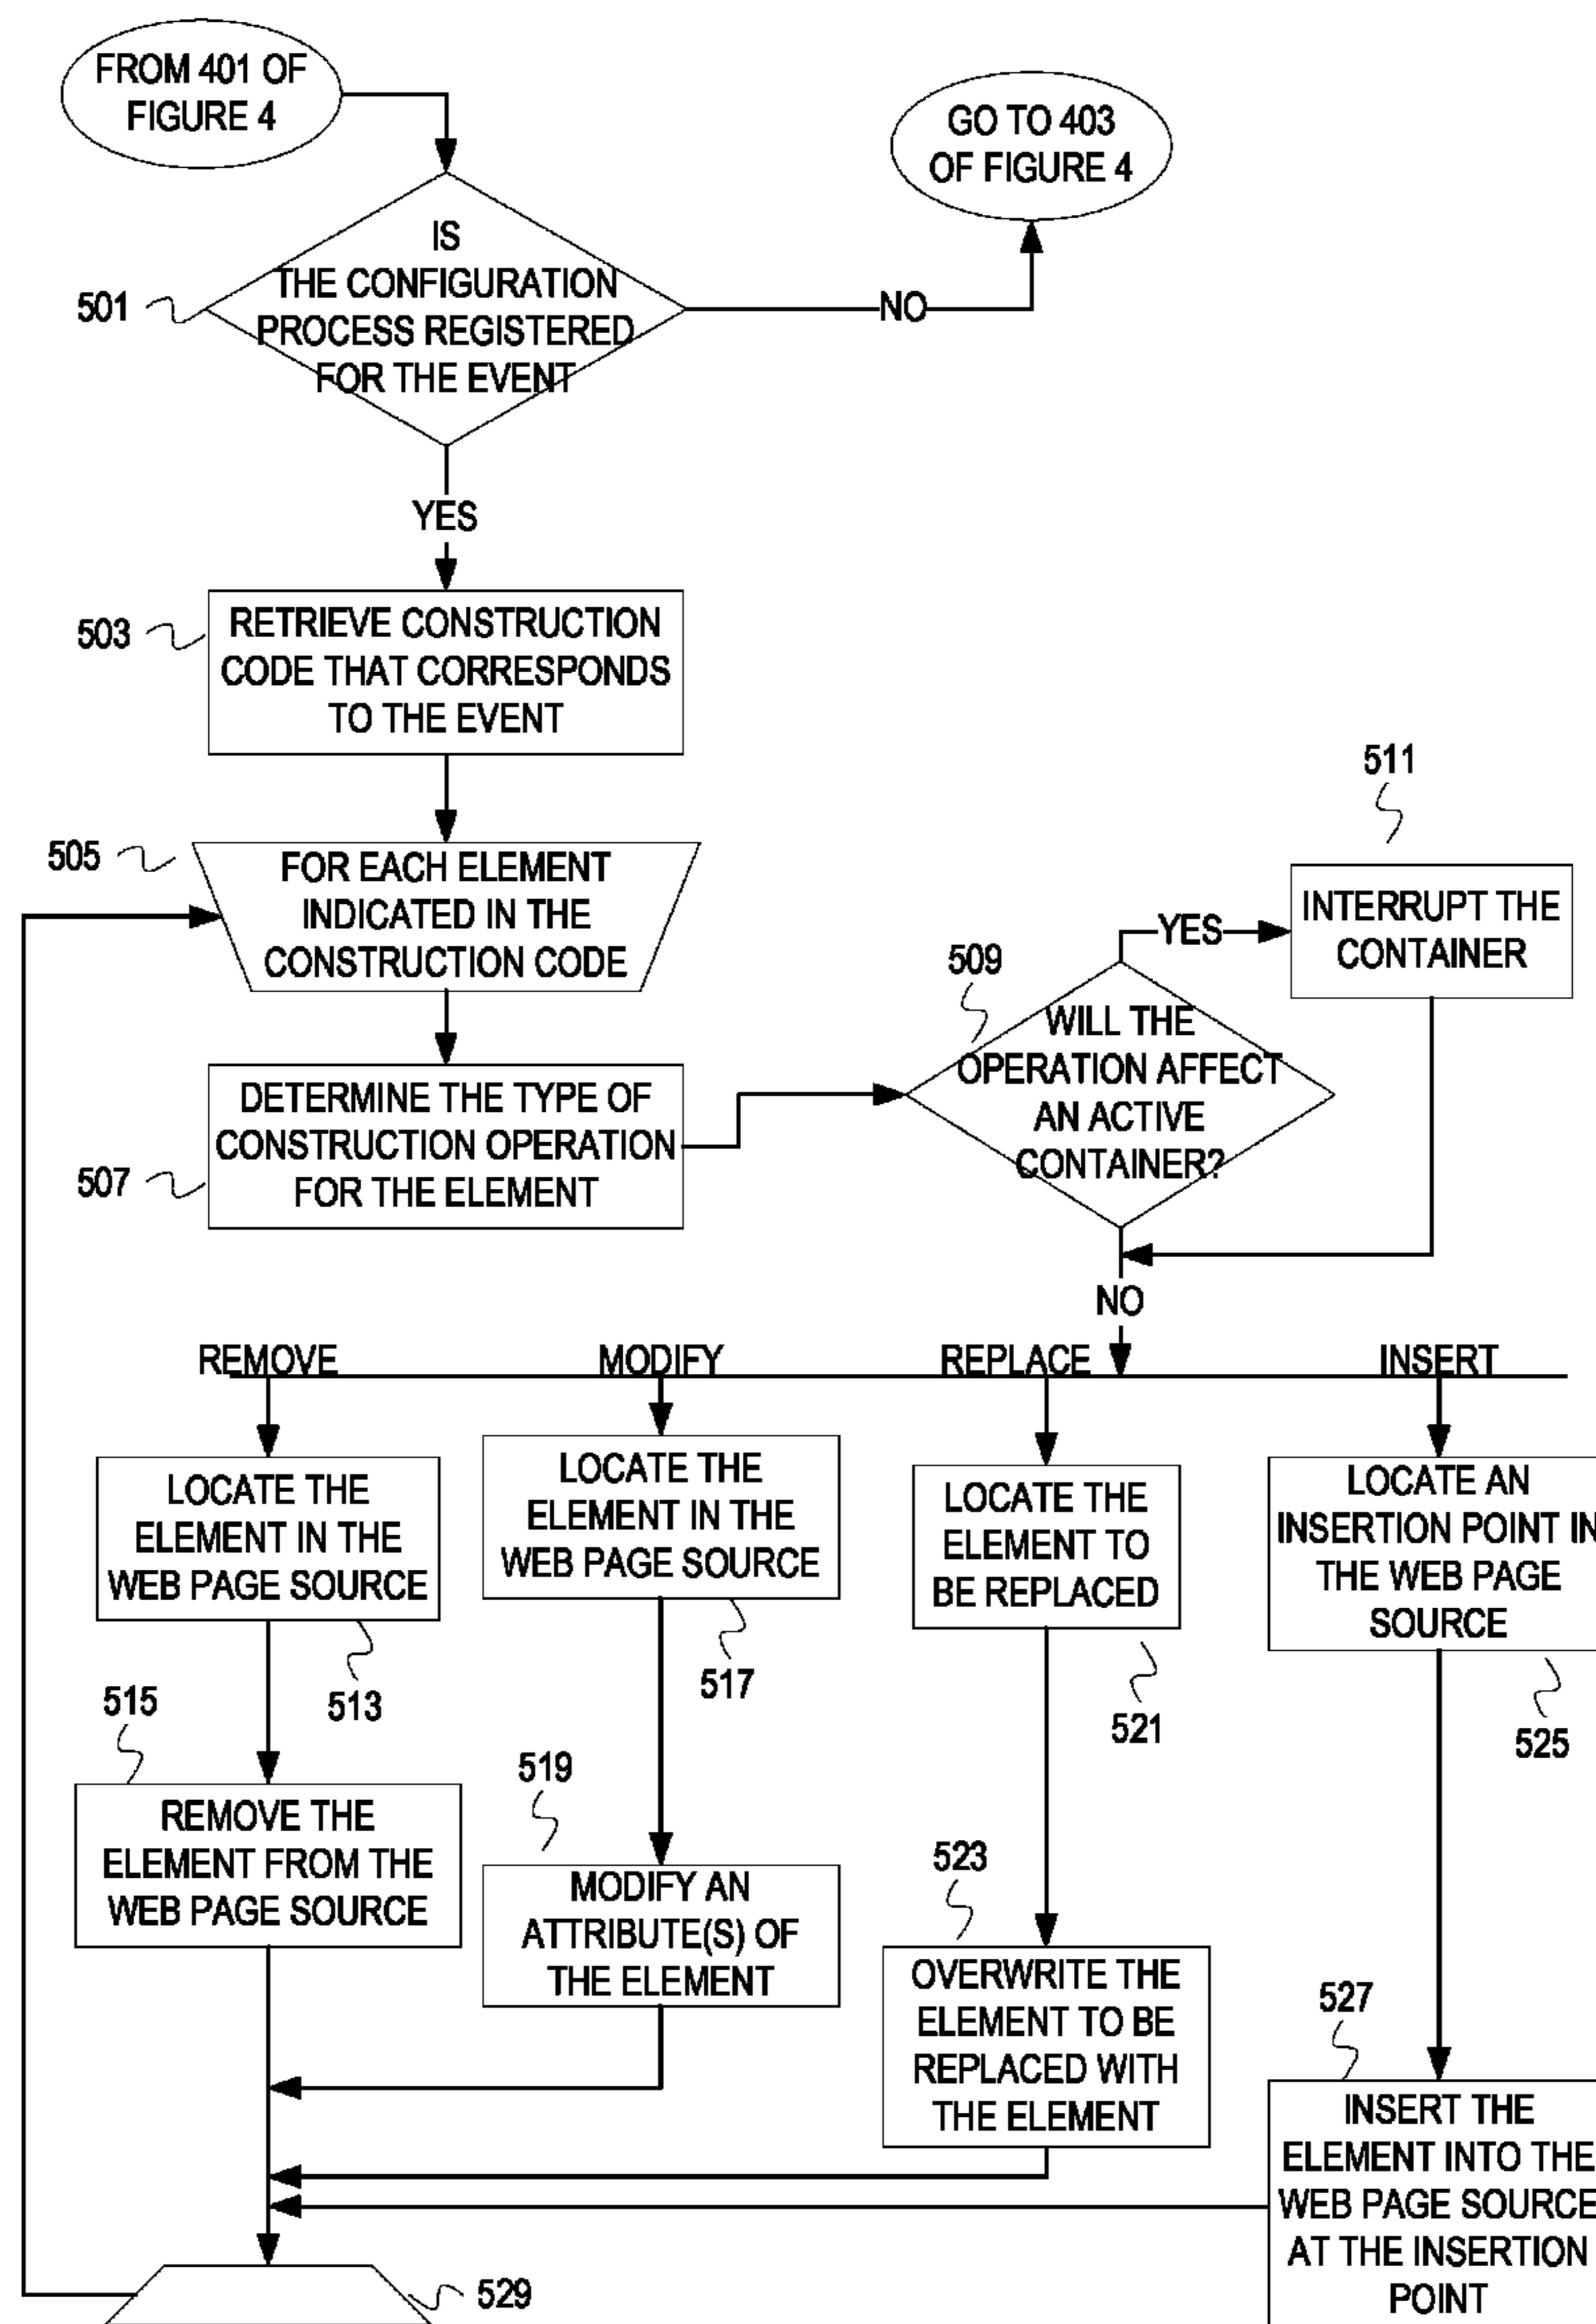 FROM 401 OF
FIGURE 4
GO TO 403
OF FIGURE 4
IS
THE CONFIGURATION
PROCESS REGISTERED
FOR THE EVENT
501
NO
YES
503
RETRIEVE CONSTRUCTION
CODE THAT CORRESPONDS
TO THE EVENT
505
FOR EACH ELEMENT
INDICATED IN THE
CONSTRUCTION CODE
507
DETERMINE THE TYPE OF
CONSTRUCTION OPERATION
FOR THE ELEMENT
509
WILL THE
OPERATION AFFECT
AN ACTIVE
CONTAINER?
YES
511
INTERRUPT THE
CONTAINER
NO
REMOVE
MODIFY
REPLACE
INSERT
LOCATE THE
ELEMENT IN THE
WEB PAGE SOURCE
513
LOCATE THE
ELEMENT IN THE
WEB PAGE SOURCE
517
LOCATE THE
ELEMENT TO
BE REPLACED
521
LOCATE AN
INSERTION POINT IN
THE WEB PAGE
SOURCE
525
515
REMOVE THE
ELEMENT FROM THE
WEB PAGE SOURCE
519
MODIFY AN
ATTRIBUTE(S) OF
THE ELEMENT
523
OVERWRITE THE
ELEMENT TO BE
REPLACED WITH
THE ELEMENT
527
INSERT THE
ELEMENT INTO THE
WEB PAGE SOURCE
AT THE INSERTION
POINT
529